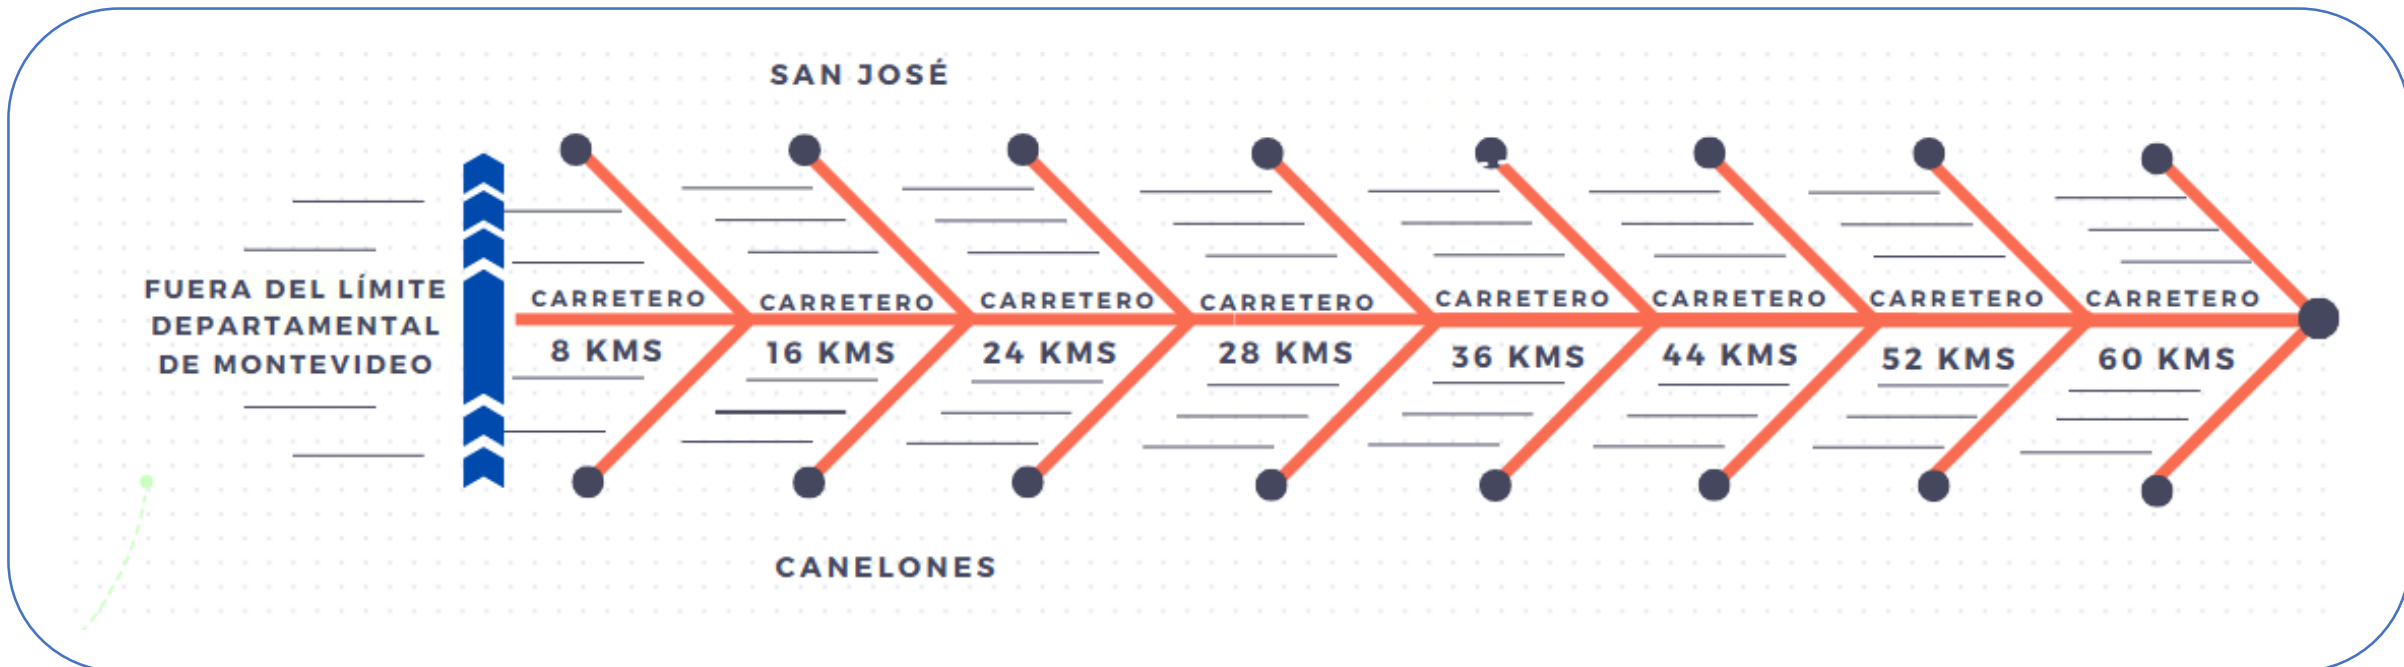 SAN JOSÉ
FUERA DEL LÍMITE
DEPARTAMENTAL
DE MONTEVIDEO
CARRETERO
8 KMS
CARRETERO
16 KMS
CARRETERO
24 KMS
CARRETERO
28 KMS
CARRETERO
36 KMS
CARRETERO
44 KMS
CARRETERO
52 KMS
CARRETERO
60 KMS
CANELONES